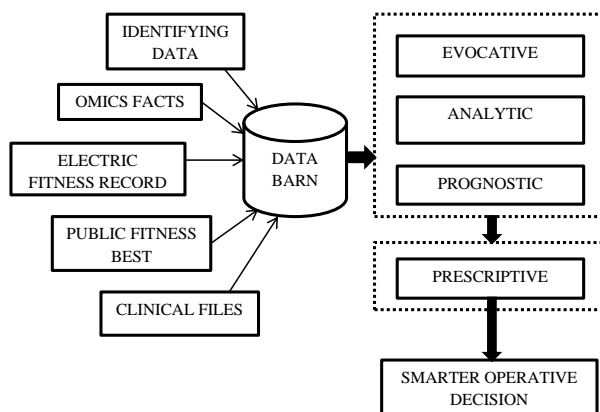 IDENTIFYING
DATA
OMICS FACTS
ELECTRIC
FITNESS RECORD
PUBLIC FITNESS
BEST
CLINICAL FILES
DATA
BARN
EVOCATIVE
ANALYTIC
PROGNOSTIC
PRESCRIPTIVE
SMARTER OPERATIVE
DECISION